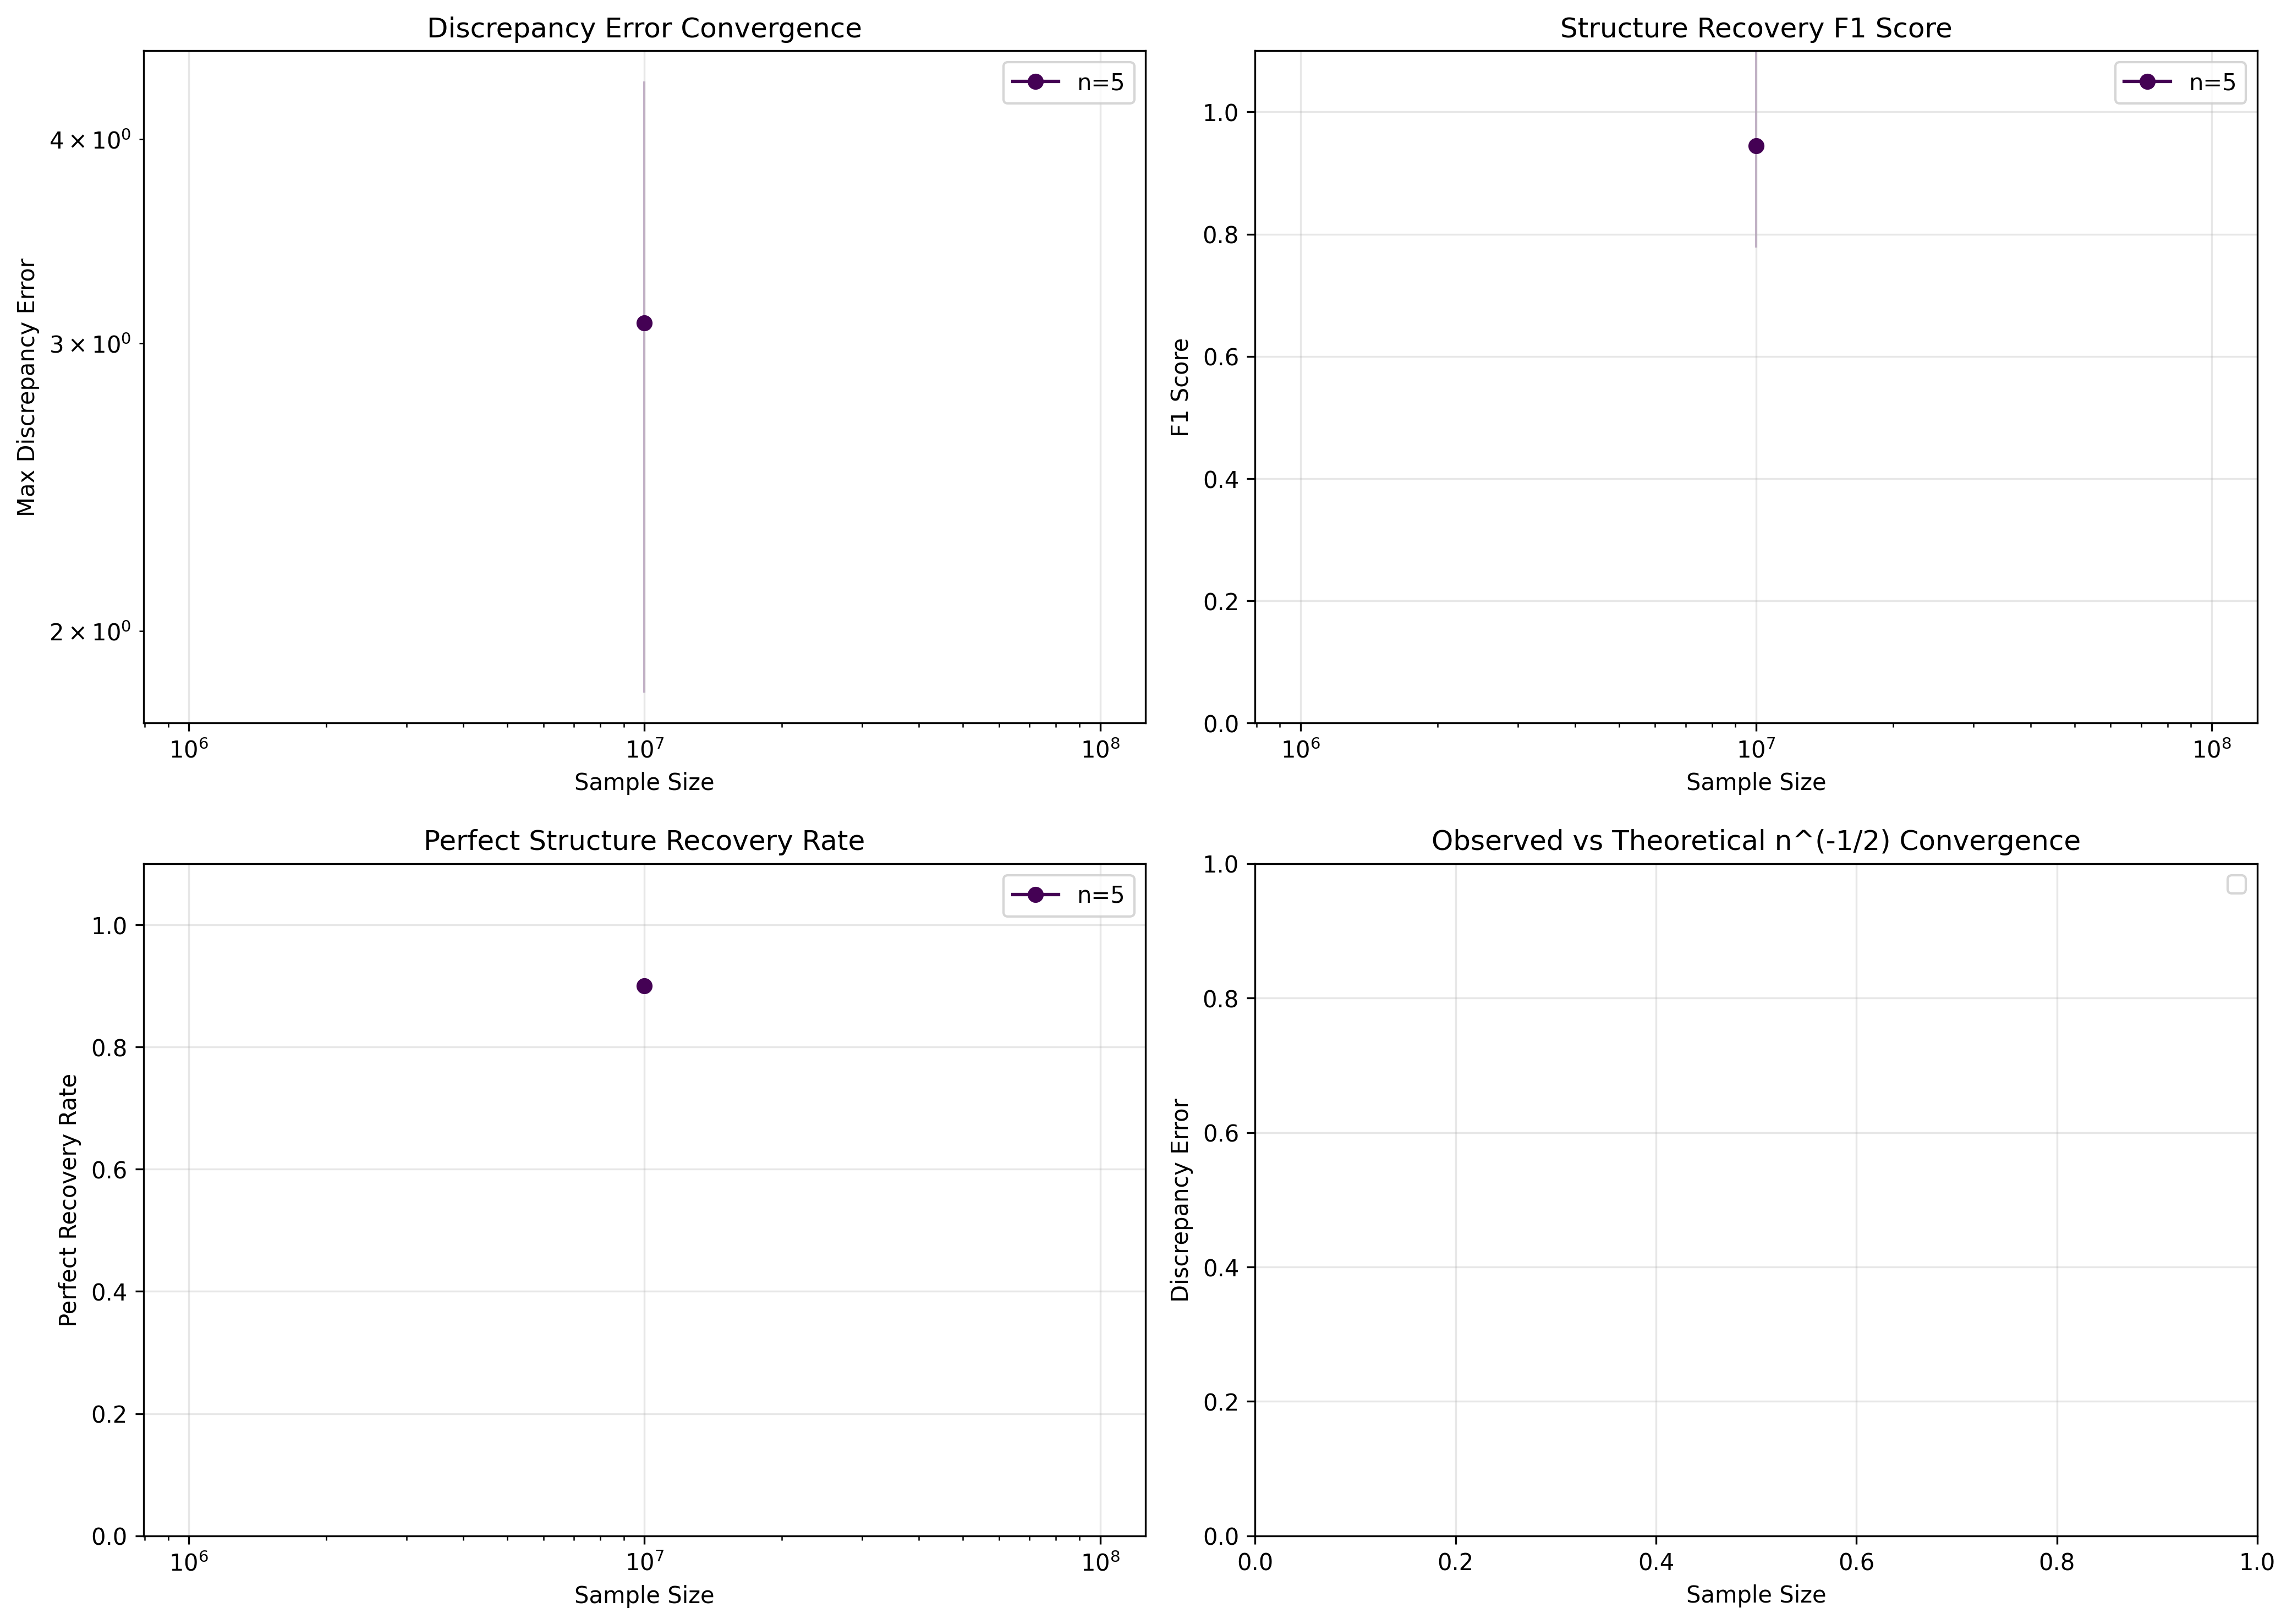 Discrepancy Error Convergence
n=5
4 × 10⁰
3 × 10⁰
2 × 10⁰
Max Discrepancy Error
10⁶ 10⁷ 10⁸
Sample Size
Structure Recovery F1 Score
n=5
1.0
0.8
0.6
0.4
0.2
0.0
F1 Score
10⁶ 10⁷ 10⁸
Sample Size
Perfect Structure Recovery Rate
n=5
1.0
0.8
0.6
0.4
0.2
0.0
Perfect Recovery Rate
10⁶ 10⁷ 10⁸
Sample Size
Observed vs Theoretical n^(-1/2) Convergence
1.0
0.8
0.6
0.4
0.2
0.0
Discrepancy Error
0.0 0.2 0.4 0.6 0.8 1.0
Sample Size